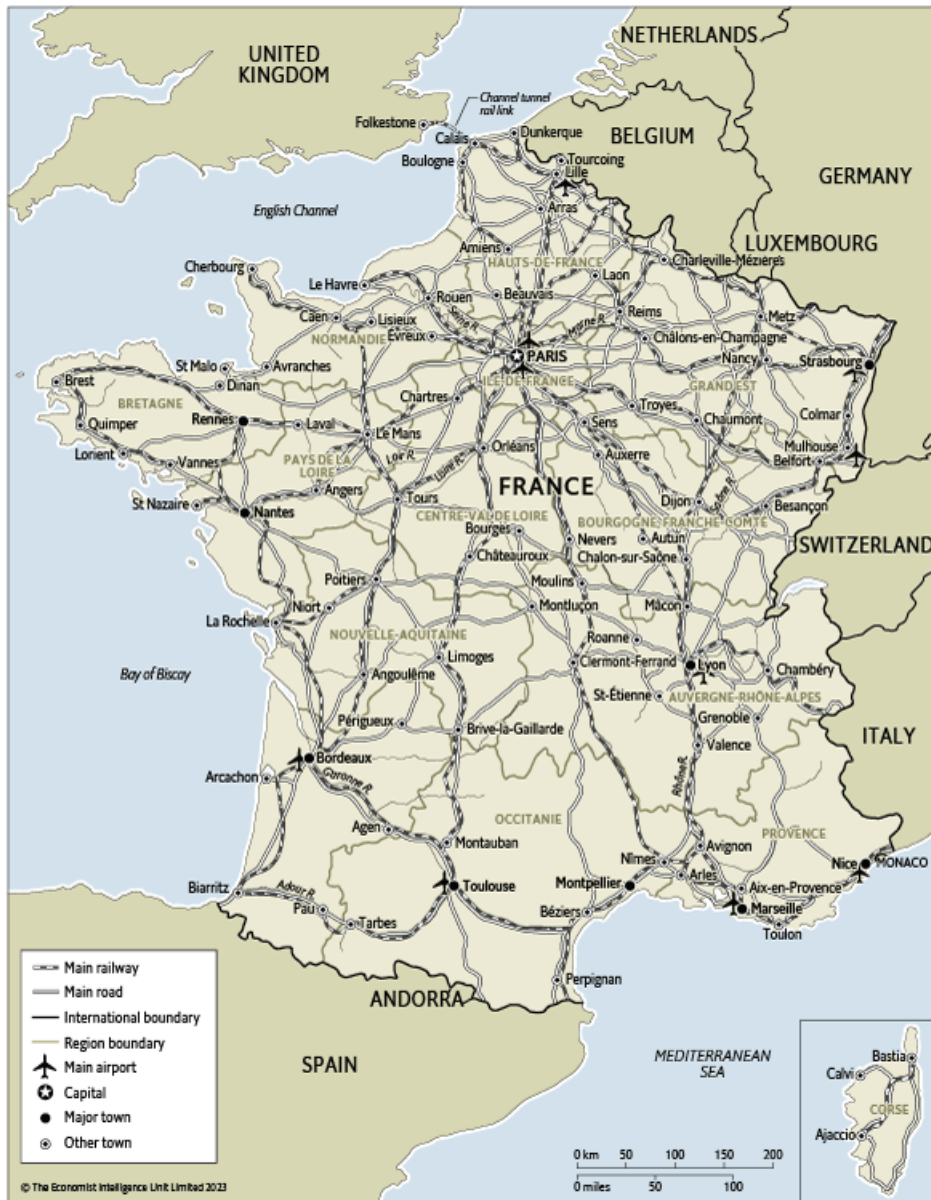 NETHERLANDS
UNITED
KINGDOM
Channel tunnel
rail link
Folkestone
Calais
Dunkerque
BELGIUM
Boulogne
Tourcoing
Lille
GERMANY
English Channel
Arras
LUXEMBOURG
Amiens
Charleville-Mézières
HAUTS-DE-FRANCE
Cherbourg
Laon
Le Havre
Beauvais
Rouen
Reims
Metz
Caen
Lisieux
Seine R.
Marne R.
NORMANDIE
Évreux
Châlons-en-Champagne
PARIS
Nancy
Strasbourg
St Malo
Avranches
Brest
Dinan
ILE-DE-FRANCE
GRAND EST
BRETAGNE
Chartres
Troyes
Chaumont
Colmar
Quimper
Rennes
Laval
Le Mans
Sens
Mulhouse
Lorient
Orléans
Auxerre
Belfort
Vannes
PAYS DE LA
LOIRE
Loir R.
Loire R.
Angers
FRANCE
Dijon
Saône R.
St Nazaire
Tours
Besançon
Nantes
CENTRE-VAL DE LOIRE
BOURGOGNE, FRANCHE-COMTÉ
Bourges
Nevers
Autun
SWITZERLAND
Châteauroux
Chalon-sur-Saône
Poitiers
Moulins
Niort
Montluçon
Mâcon
La Rochelle
NOUVELLE-AQUITAINE
Roanne
Limoges
Clermont-Ferrand
Lyon
Chambéry
Bay of Biscay
Angoulême
St-Étienne
AUVERGNE-RHÔNE-ALPES
Périgueux
Grenoble
Brive-la-Gaillarde
ITALY
Valence
Bordeaux
Arcachon
Garonne R.
Rhône R.
OCCITANIE
Agen
PROVENCE
Montauban
Avignon
Nîmes
Nice
MONACO
Biarritz
Adour R.
Toulouse
Montpellier
Arles
Aix-en-Provence
Pau
Béziers
Marseille
Tarbes
Toulon
Main railway
Main road
Perpignan
ANDORRA
International boundary
Region boundary
Main airport
SPAIN
MEDITERRANEAN
SEA
Bastia
Calvi
Capital
Major town
CORSE
Other town
Ajaccio
0 km 50 100 150 200
0 miles 50 100
© The Economist Intelligence Unit Limited 2023